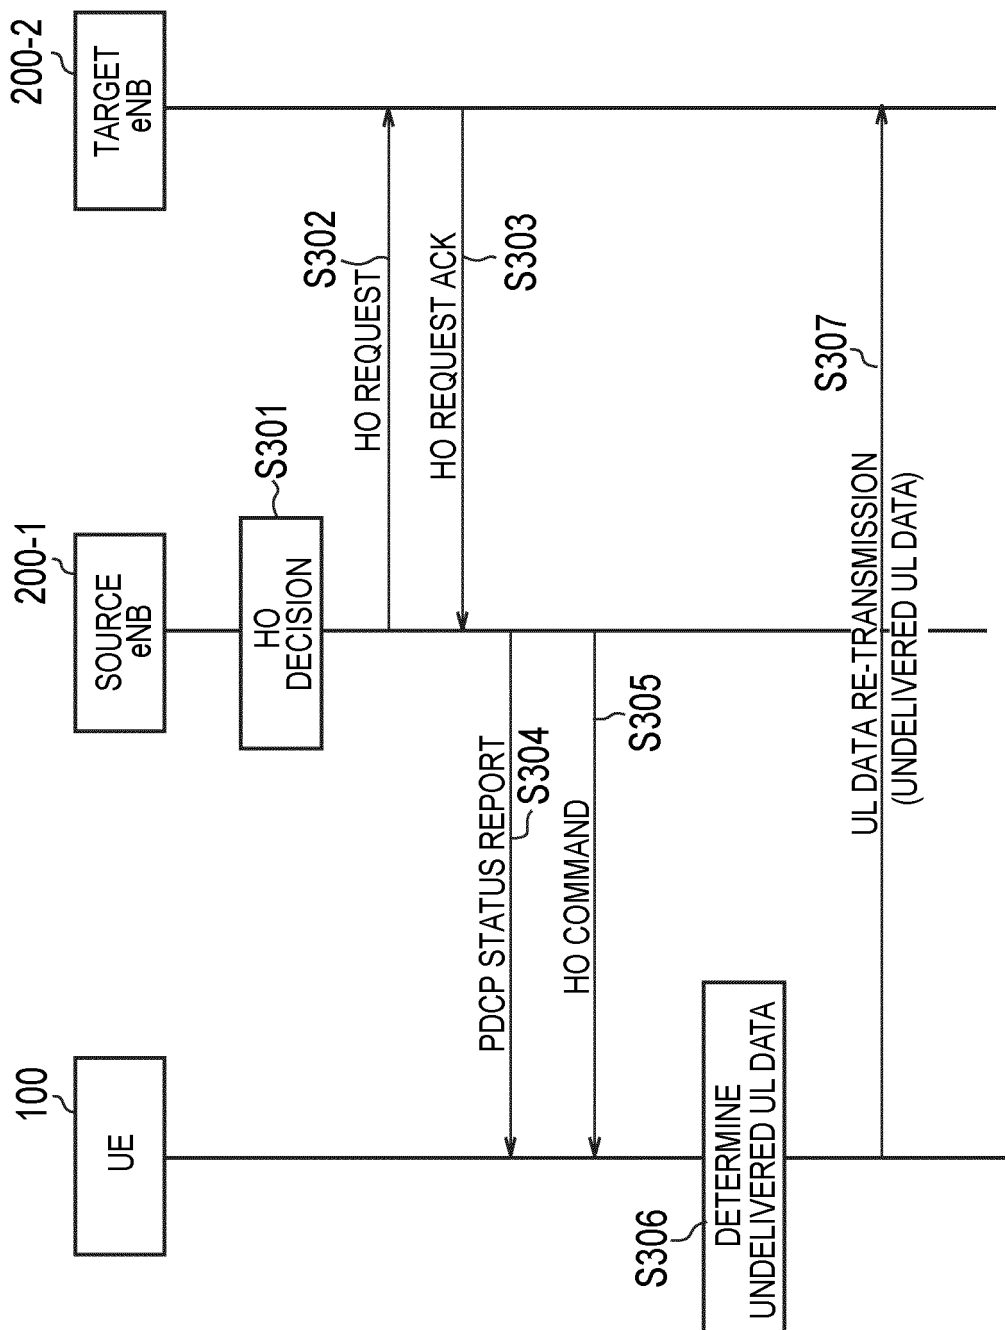 100
UE
200-1
SOURCE
eNB
200-2
TARGET
eNB
HO
DECISION
S301
HO REQUEST
S302
HO REQUEST ACK
S303
PDCP STATUS REPORT
S304
HO COMMAND
S305
S306
DETERMINE
UNDELIVERED UL DATA
UL DATA RE-TRANSMISSION
(UNDELIVERED UL DATA)
S307